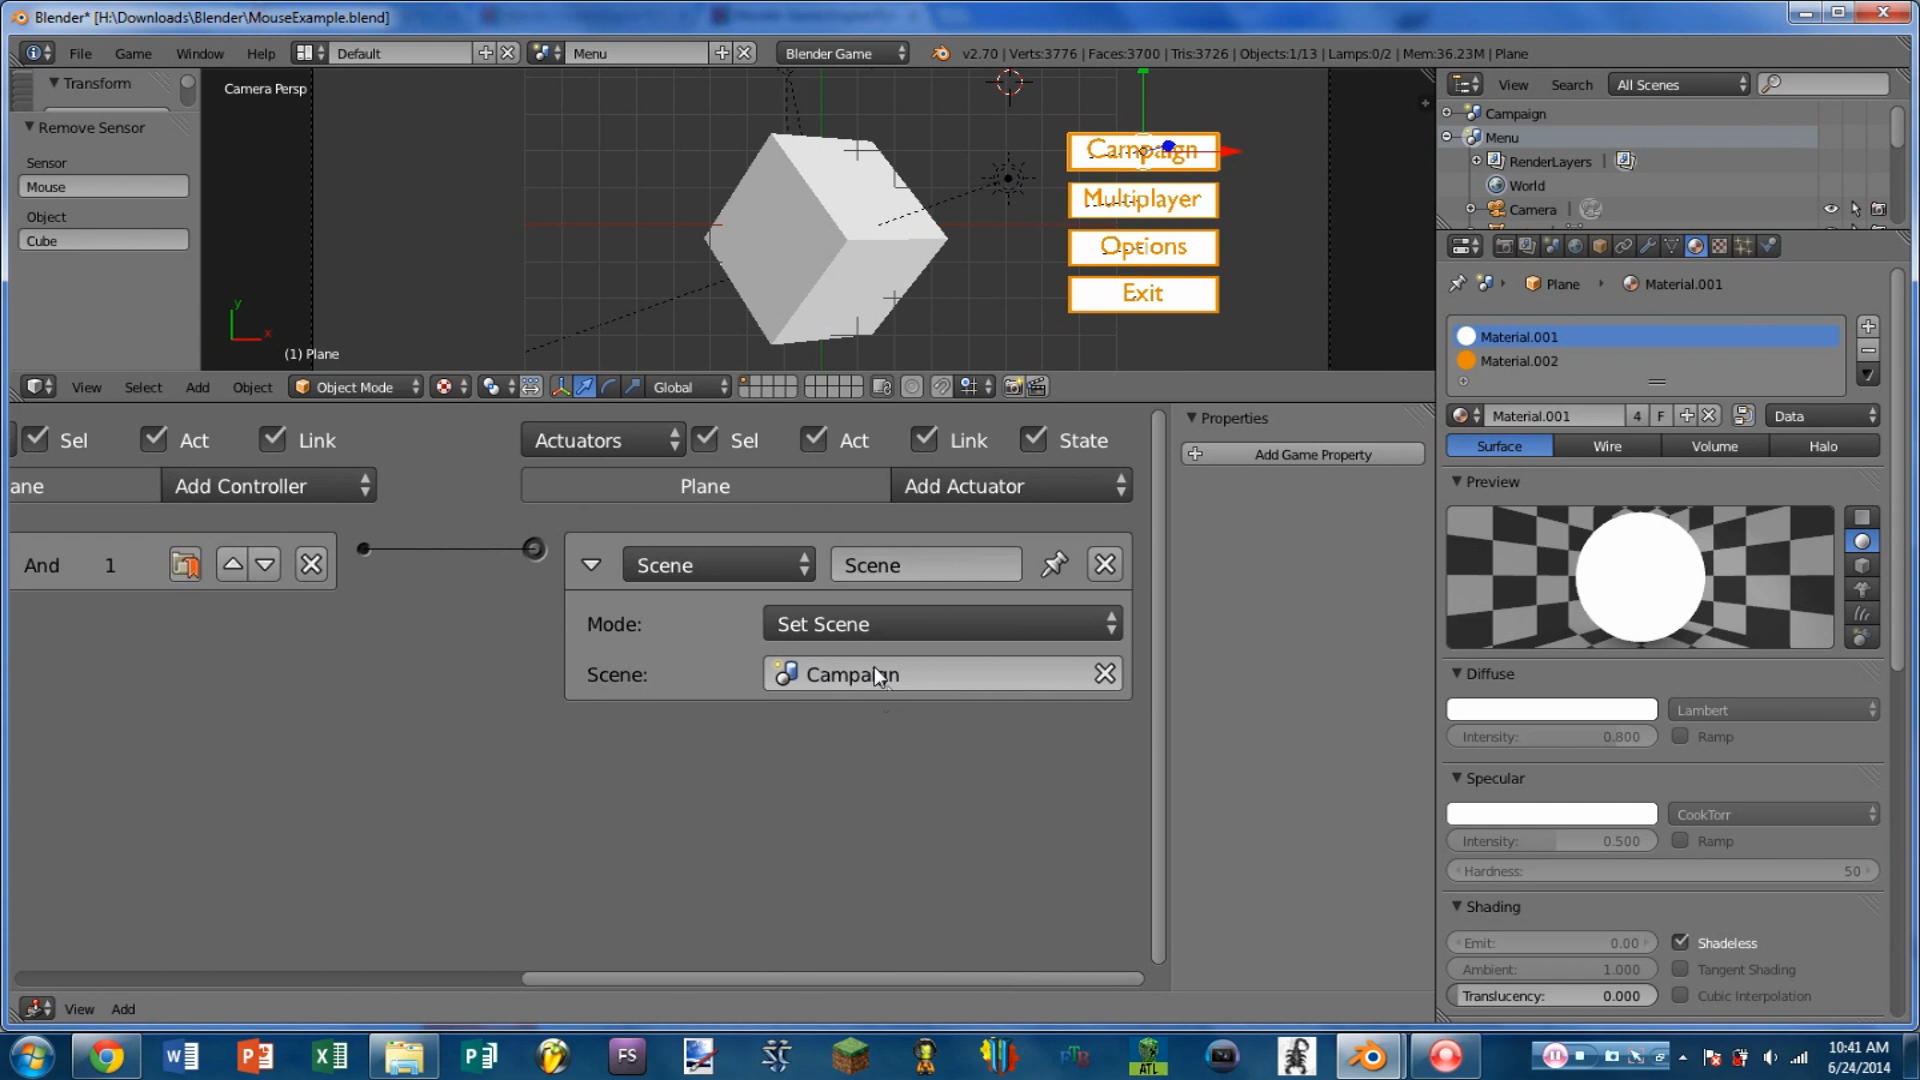 Blender* [H:\Downloads\Blender\MouseExample.blend]
File Game Window Help Default Menu Blender Game v2.70 | Verts:3776 | Faces:3700 | Tris:3726 | Objects:1/13 | Lamps:0/2 | Mem:36.23M | Plane
Transform
Remove Sensor
Sensor
Mouse
Object
Cube
Camera Persp
y
x
(1) Plane
Campaign
Multiplayer
Options
Exit
View Search All Scenes
Campaign
Menu
RenderLayers
World
Camera
View Select Add Object Object Mode Global
Sel Act Link Actuators Sel Act Link State
ane Add Controller Plane Add Actuator
And 1 Scene Scene
Mode: Set Scene
Scene: Campaign
Properties
Add Game Property
Plane Material.001
Material.001
Material.002
Material.001 4 F Data
Surface Wire Volume Halo
Preview
Diffuse
Lambert
Intensity: 0.800 Ramp
Specular
CookTorr
Intensity: 0.500 Ramp
Hardness: 50
Shading
Emit: 0.00 Shadeless
Ambient: 1.000 Tangent Shading
Translucency: 0.000 Cubic Interpolation
View Add
FS
FTB
ATL
10:41 AM
6/24/2014